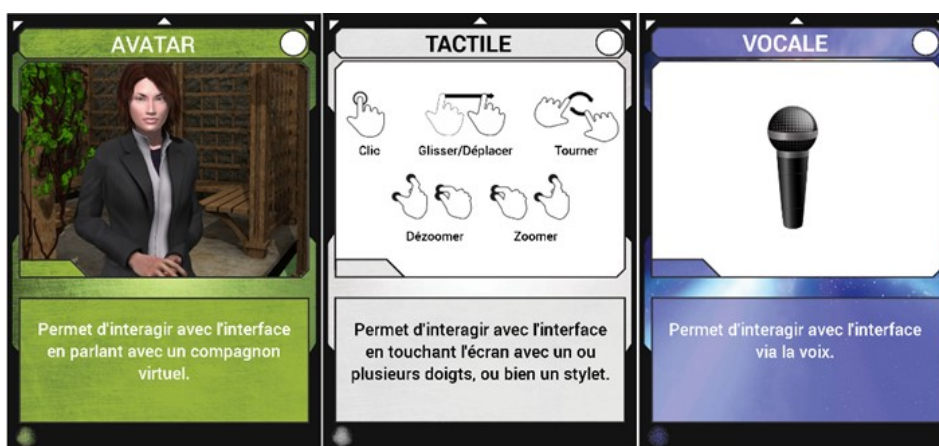 AVATAR
Permet d'interagir avec l'interface
en parlant avec un compagnon
virtuel.
TACTILE
Clic
Glisser/Déplacer
Tourner
Dézoomer
Zoomer
Permet d'interagir avec l'interface
en touchant l'écran avec un ou
plusieurs doigts, ou bien un stylet.
VOCALE
Permet d'interagir avec l'interface
via la voix.